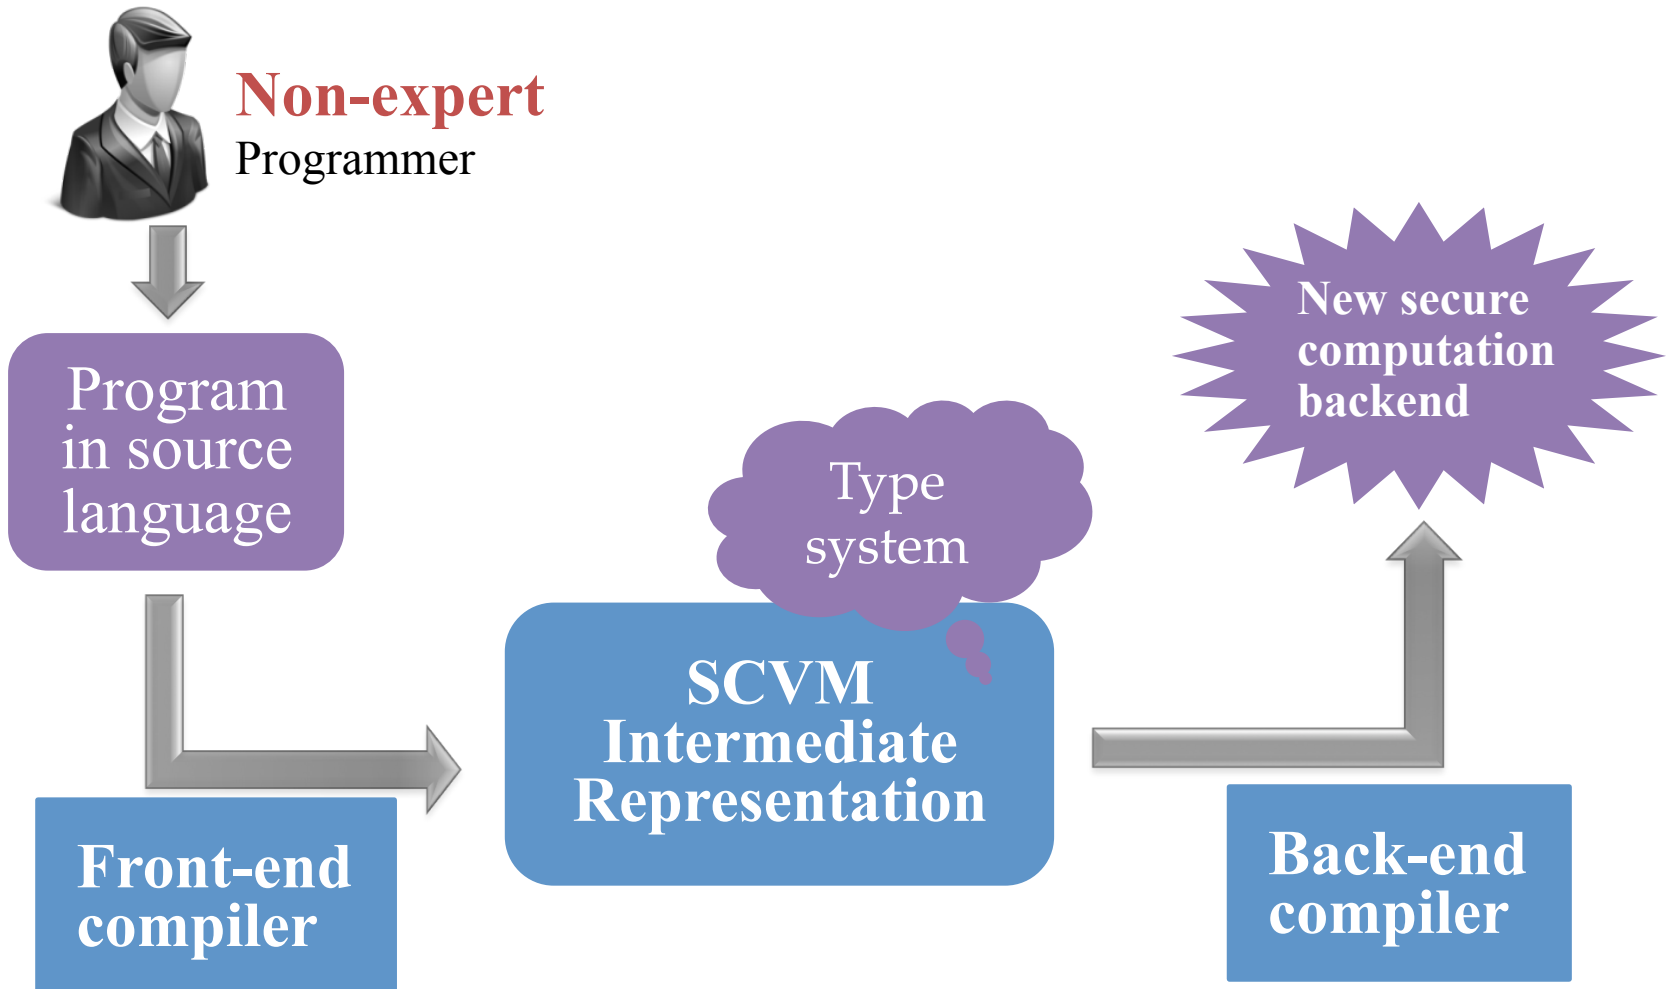 Non-expert
Programmer
Program
in source
language
Front-end
compiler
Type
system
SCVM
Intermediate
Representation
New secure
computation
backend
Back-end
compiler